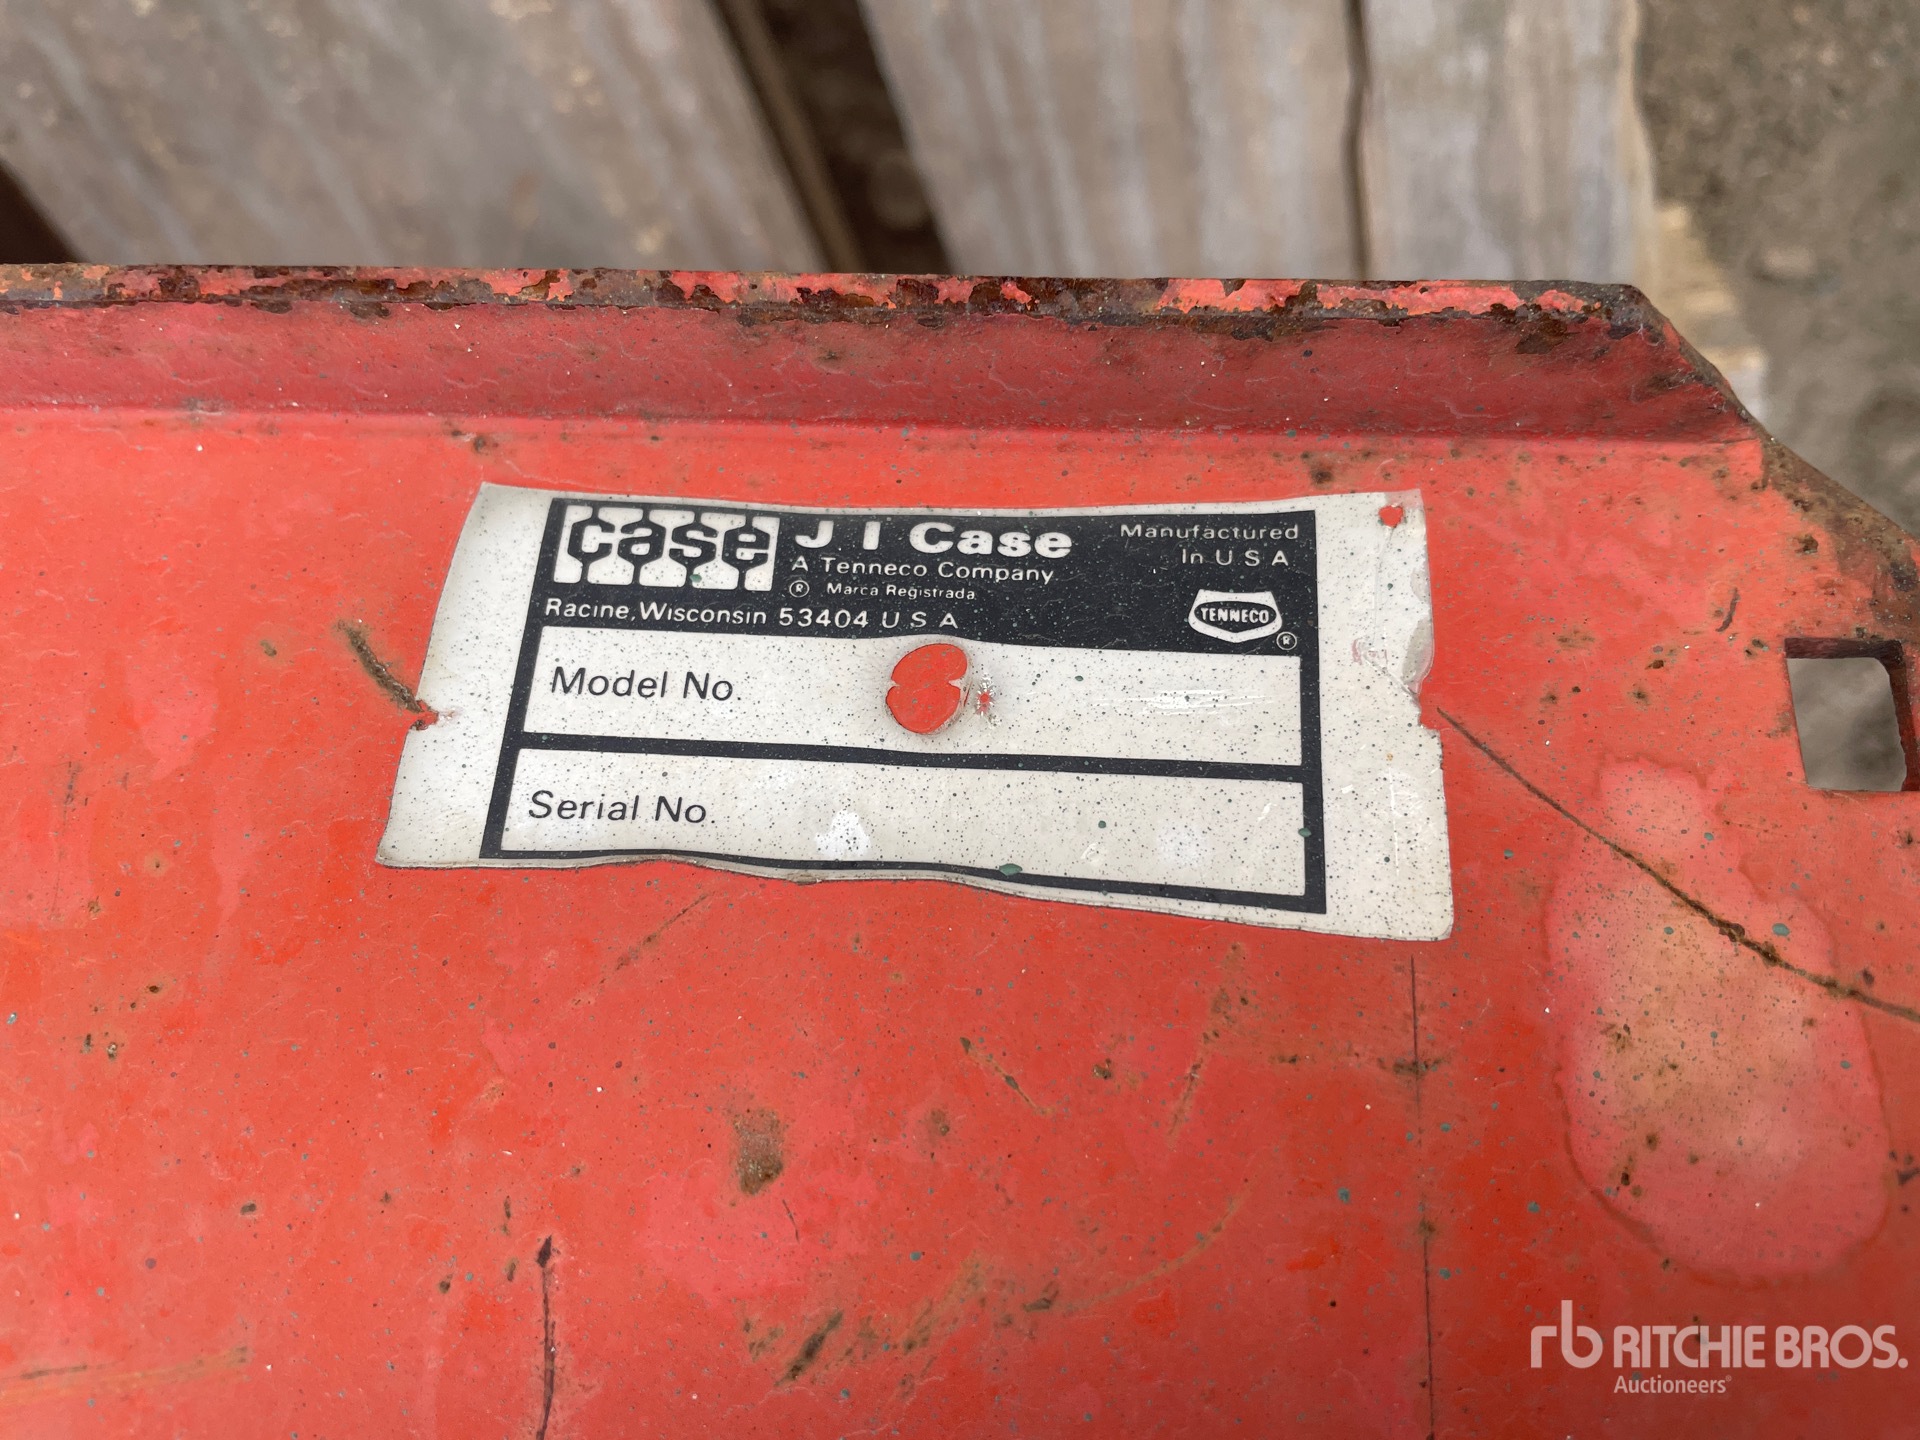 case J I Case Manufactured
In U S A
A Tenneco Company
® Marca Registrada
Racine, Wisconsin 53404 U S A
TENNECO ®
Model No.
Serial No.
rb RITCHIE BROS.
Auctioneers®